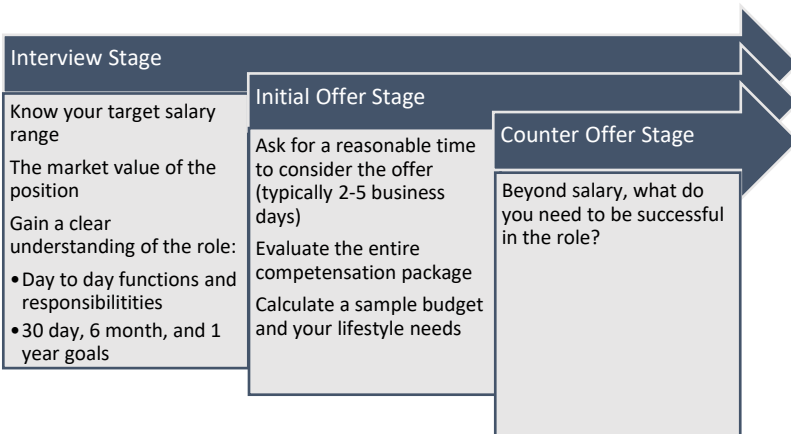 Interview Stage
Know your target salary
range
The market value of the
position
Gain a clear
understanding of the role:
•Day to day functions and
responsibilitities
•30 day, 6 month, and 1
year goals
Initial Offer Stage
Ask for a reasonable time
to consider the offer
(typically 2-5 business
days)
Evaluate the entire
competensation package
Calculate a sample budget
and your lifestyle needs
Counter Offer Stage
Beyond salary, what do
you need to be successful
in the role?